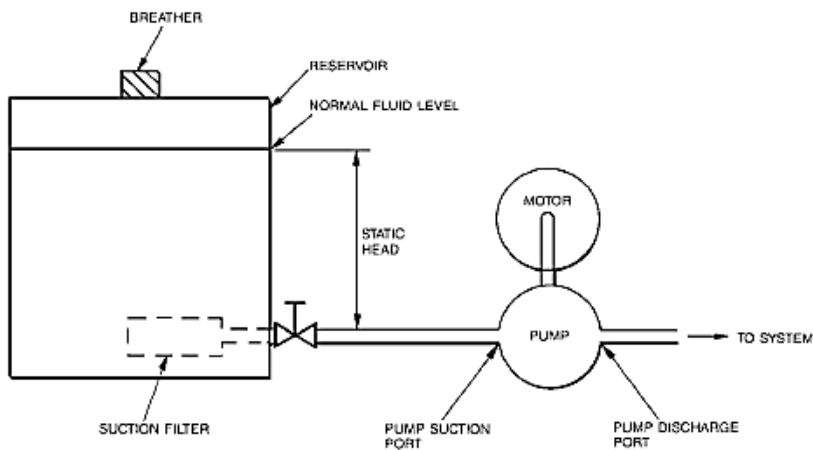 BREATHER
RESERVOIR
NORMAL FLUID LEVEL
MOTOR
STATIC
HEAD
PUMP
TO SYSTEM
SUCTION FILTER
PUMP SUCTION
PORT
PUMP DISCHARGE
PORT